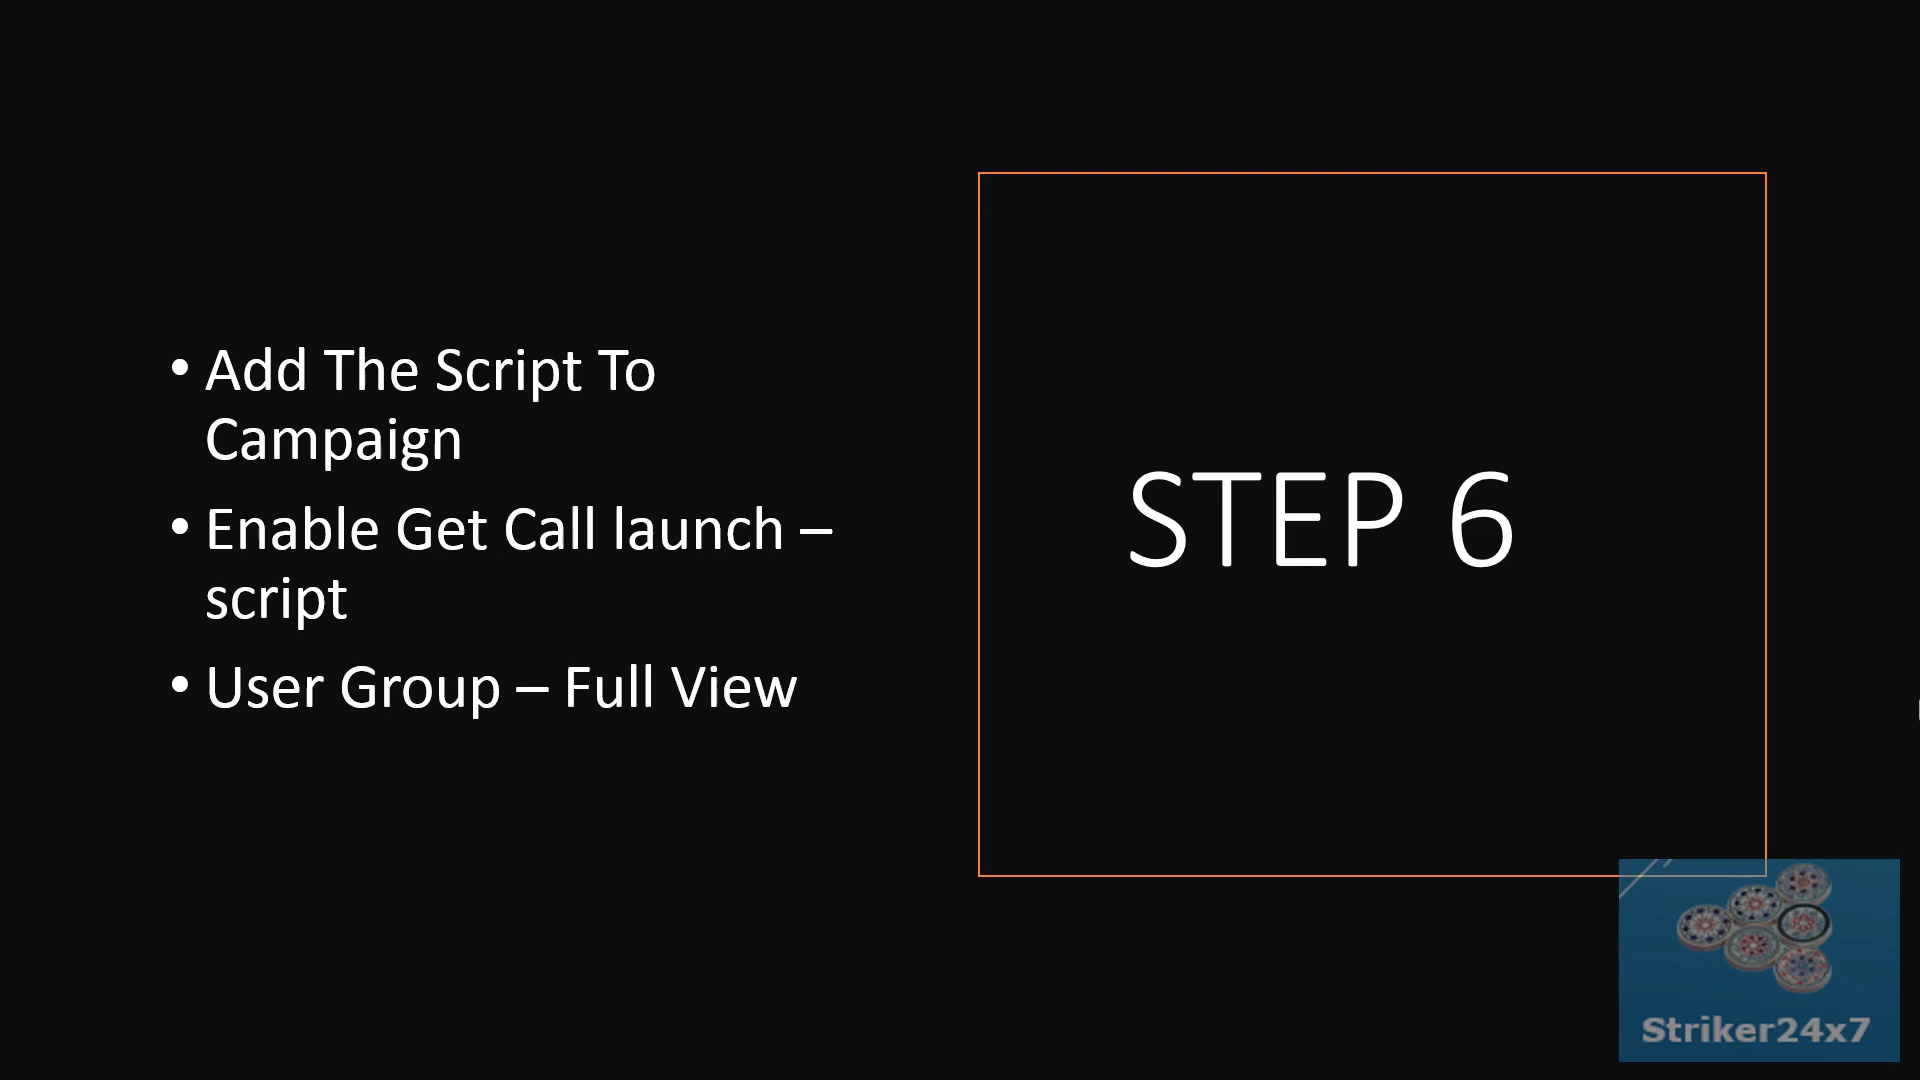 • Add The Script To
Campaign
• Enable Get Call launch –
script
• User Group – Full View
STEP 6
Striker24x7